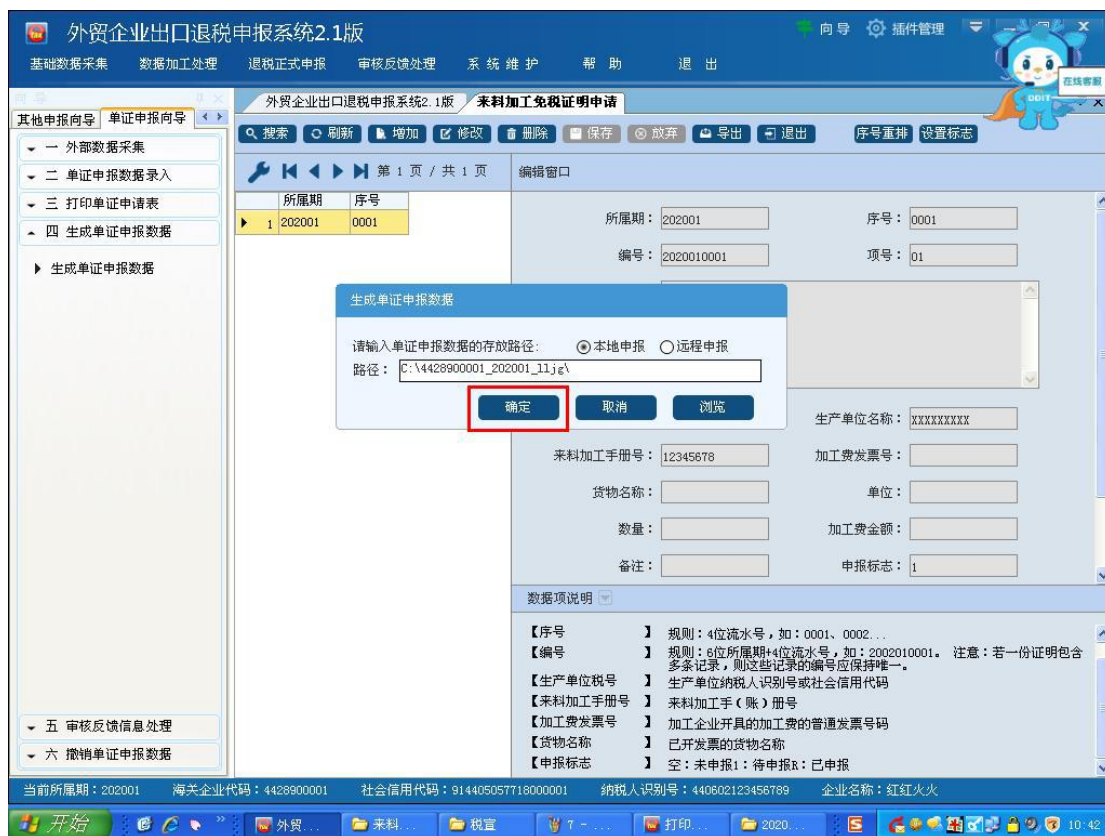 外贸企业出口退税申报系统2.1版
向导 插件管理
基础数据采集 数据加工处理 退税正式申报 审核反馈处理 系统维护 帮助 退出
在线客服
DDIT
向导
其他申报向导 单证申报向导
外贸企业出口退税申报系统2.1版 来料加工免税证明申请
搜索 刷新 增加 修改 删除 保存 放弃 导出 退出 序号重排 设置标志
一 外部数据采集
二 单证申报数据录入
三 打印单证申请表
四 生成单证申报数据
生成单证申报数据
五 审核反馈信息处理
六 撤销单证申报数据
第 1 页 / 共 1 页
所属期 序号
1 202001 0001
编辑窗口
所属期：202001 序号：0001
编号：2020010001 项号：01
生成单证申报数据
请输入单证申报数据的存放路径: 本地申报 远程申报
路径：C:\4428900001_202001_lljg\
确定 取消 浏览
生产单位名称：XXXXXXXXX
来料加工手册号：12345678 加工费发票号：
货物名称： 单位：
数量： 加工费金额：
备注： 申报标志：1
数据项说明
【序号 】 规则：4位流水号，如：0001、0002...
【编号 】 规则：6位所属期+4位流水号，如：2002010001。 注意：若一份证明包含
多条记录，则这些记录的编号应保持唯一。
【生产单位税号 】 生产单位纳税人识别号或社会信用代码
【来料加工手册号 】 来料加工手（账）册号
【加工费发票号 】 加工企业开具的加工费的普通发票号码
【货物名称 】 已开发票的货物名称
【申报标志 】 空：未申报1：待申报R：已申报
当前所属期：202001 海关企业代码：4428900001 社会信用代码：914405057718000001 纳税人识别号：440602123456789 企业名称：红红火火
开始 外贸... 来料... 税宣 7 - ... 打印... 2020... 10:42